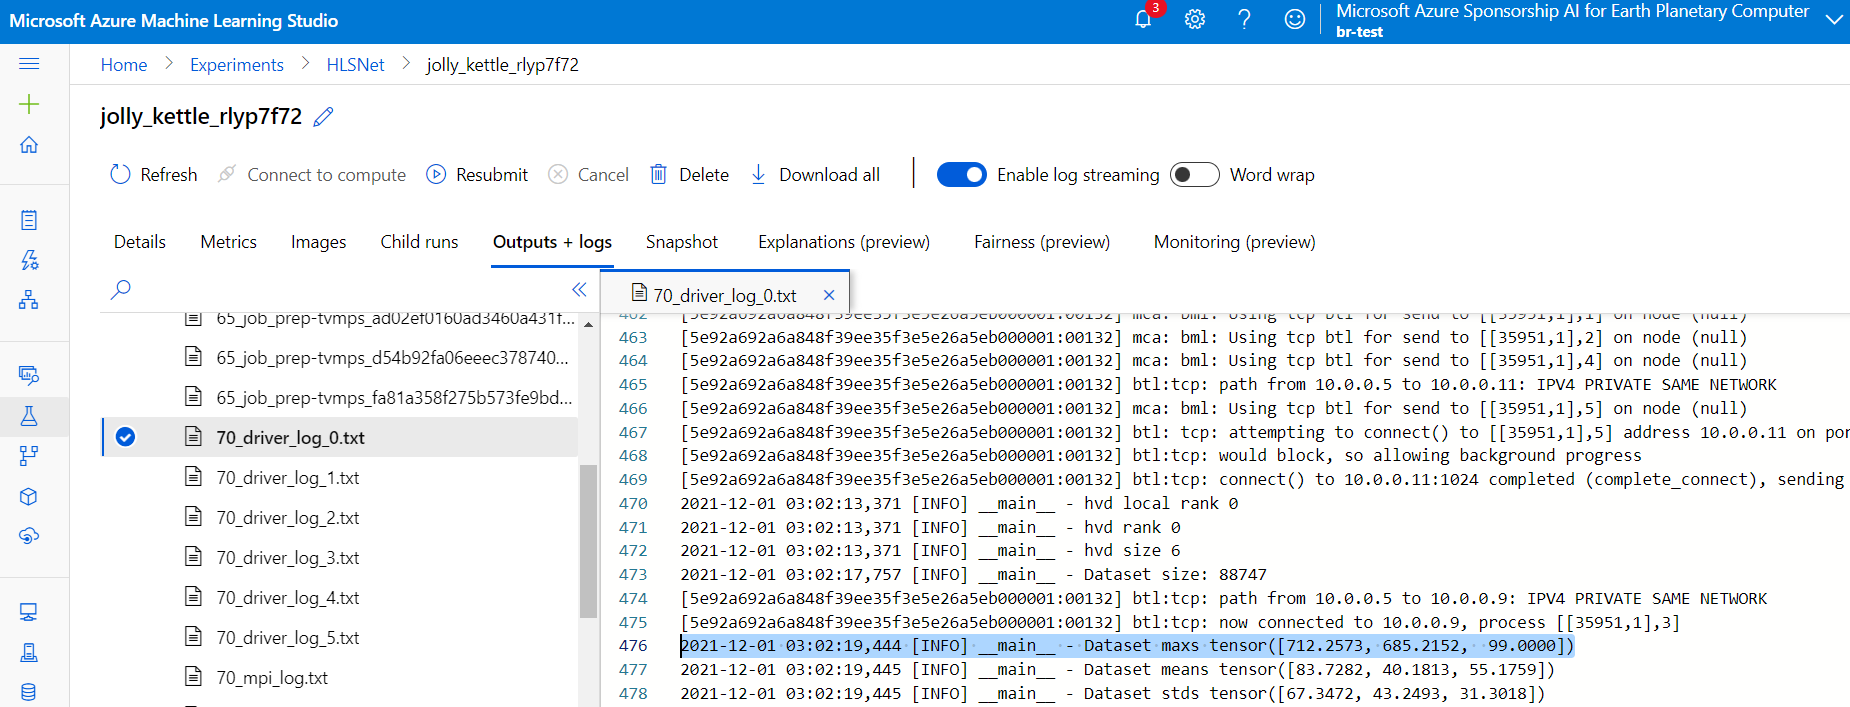 Microsoft Azure Machine Learning Studio
3
Microsoft Azure Sponsorship AI for Earth Planetary Computer
br-test
Home > Experiments > HLSNet > jolly_kettle_rlyp7f72
jolly_kettle_rlyp7f72
Refresh Connect to compute Resubmit Cancel Delete Download all Enable log streaming Word wrap
Details Metrics Images Child runs Outputs + logs Snapshot Explanations (preview) Fairness (preview) Monitoring (preview)
65_job_prep-tvmps_ad02ef0160ad3460a431f...
65_job_prep-tvmps_d54b92fa06eeec378740...
65_job_prep-tvmps_fa81a358f275b573fe9bd...
70_driver_log_0.txt
70_driver_log_1.txt
70_driver_log_2.txt
70_driver_log_3.txt
70_driver_log_4.txt
70_driver_log_5.txt
70_mpi_log.txt
70_driver_log_0.txt
462 [5e92a692a6a848f39ee35f3e5e26a5eb000001:00132] mca: bml: Using tcp btl for send to [[35951,1],1] on node (null)
463 [5e92a692a6a848f39ee35f3e5e26a5eb000001:00132] mca: bml: Using tcp btl for send to [[35951,1],2] on node (null)
464 [5e92a692a6a848f39ee35f3e5e26a5eb000001:00132] mca: bml: Using tcp btl for send to [[35951,1],4] on node (null)
465 [5e92a692a6a848f39ee35f3e5e26a5eb000001:00132] btl:tcp: path from 10.0.0.5 to 10.0.0.11: IPV4 PRIVATE SAME NETWORK
466 [5e92a692a6a848f39ee35f3e5e26a5eb000001:00132] mca: bml: Using tcp btl for send to [[35951,1],5] on node (null)
467 [5e92a692a6a848f39ee35f3e5e26a5eb000001:00132] btl: tcp: attempting to connect() to [[35951,1],5] address 10.0.0.11 on por
468 [5e92a692a6a848f39ee35f3e5e26a5eb000001:00132] btl:tcp: would block, so allowing background progress
469 [5e92a692a6a848f39ee35f3e5e26a5eb000001:00132] btl:tcp: connect() to 10.0.0.11:1024 completed (complete_connect), sending
470 2021-12-01 03:02:13,371 [INFO] __main__ - hvd local rank 0
471 2021-12-01 03:02:13,371 [INFO] __main__ - hvd rank 0
472 2021-12-01 03:02:13,371 [INFO] __main__ - hvd size 6
473 2021-12-01 03:02:17,757 [INFO] __main__ - Dataset size: 88747
474 [5e92a692a6a848f39ee35f3e5e26a5eb000001:00132] btl:tcp: path from 10.0.0.5 to 10.0.0.9: IPV4 PRIVATE SAME NETWORK
475 [5e92a692a6a848f39ee35f3e5e26a5eb000001:00132] btl:tcp: now connected to 10.0.0.9, process [[35951,1],3]
476 2021-12-01 03:02:19,444 [INFO] __main__ - Dataset maxs tensor([712.2573, 685.2152,  99.0000])
477 2021-12-01 03:02:19,445 [INFO] __main__ - Dataset means tensor([83.7282, 40.1813, 55.1759])
478 2021-12-01 03:02:19,445 [INFO] __main__ - Dataset stds tensor([67.3472, 43.2493, 31.3018])